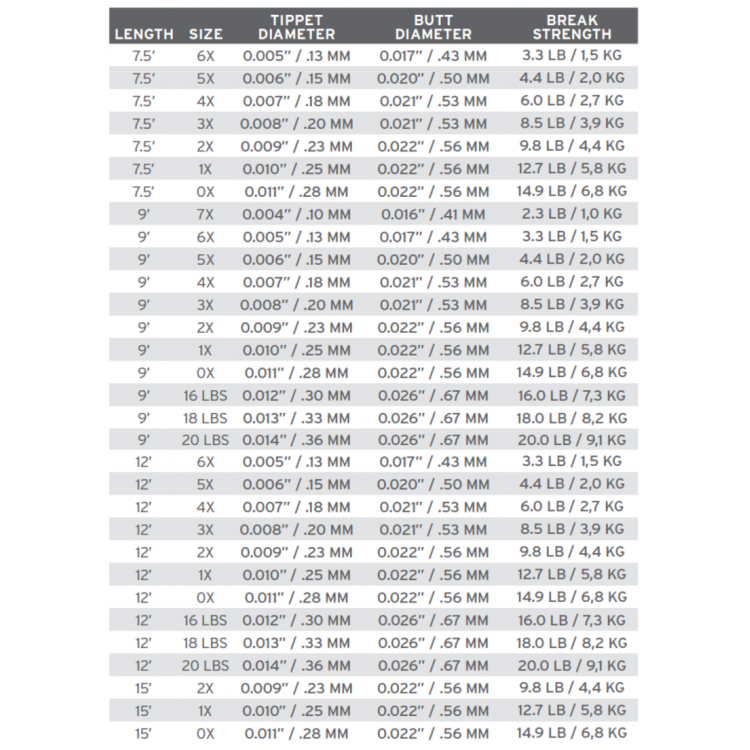 LENGTH SIZE TIPPET DIAMETER BUTT DIAMETER BREAK STRENGTH
7.5' 6X 0.005" / .13 MM 0.017" / .43 MM 3.3 LB / 1,5 KG
7.5' 5X 0.006" / .15 MM 0.020" / .50 MM 4.4 LB / 2,0 KG
7.5' 4X 0.007" / .18 MM 0.021" / .53 MM 6.0 LB / 2,7 KG
7.5' 3X 0.008" / .20 MM 0.021" / .53 MM 8.5 LB / 3,9 KG
7.5' 2X 0.009" / .23 MM 0.022" / .56 MM 9.8 LB / 4,4 KG
7.5' 1X 0.010" / .25 MM 0.022" / .56 MM 12.7 LB / 5,8 KG
7.5' 0X 0.011" / .28 MM 0.022" / .56 MM 14.9 LB / 6,8 KG
9' 7X 0.004" / .10 MM 0.016" / .41 MM 2.3 LB / 1,0 KG
9' 6X 0.005" / .13 MM 0.017" / .43 MM 3.3 LB / 1,5 KG
9' 5X 0.006" / .15 MM 0.020" / .50 MM 4.4 LB / 2,0 KG
9' 4X 0.007" / .18 MM 0.021" / .53 MM 6.0 LB / 2,7 KG
9' 3X 0.008" / .20 MM 0.021" / .53 MM 8.5 LB / 3,9 KG
9' 2X 0.009" / .23 MM 0.022" / .56 MM 9.8 LB / 4,4 KG
9' 1X 0.010" / .25 MM 0.022" / .56 MM 12.7 LB / 5,8 KG
9' 0X 0.011" / .28 MM 0.022" / .56 MM 14.9 LB / 6,8 KG
9' 16 LBS 0.012" / .30 MM 0.026" / .67 MM 16.0 LB / 7,3 KG
9' 18 LBS 0.013" / .33 MM 0.026" / .67 MM 18.0 LB / 8,2 KG
9' 20 LBS 0.014" / .36 MM 0.026" / .67 MM 20.0 LB / 9,1 KG
12' 6X 0.005" / .13 MM 0.017" / .43 MM 3.3 LB / 1,5 KG
12' 5X 0.006" / .15 MM 0.020" / .50 MM 4.4 LB / 2,0 KG
12' 4X 0.007" / .18 MM 0.021" / .53 MM 6.0 LB / 2,7 KG
12' 3X 0.008" / .20 MM 0.021" / .53 MM 8.5 LB / 3,9 KG
12' 2X 0.009" / .23 MM 0.022" / .56 MM 9.8 LB / 4,4 KG
12' 1X 0.010" / .25 MM 0.022" / .56 MM 12.7 LB / 5,8 KG
12' 0X 0.011" / .28 MM 0.022" / .56 MM 14.9 LB / 6,8 KG
12' 16 LBS 0.012" / .30 MM 0.026" / .67 MM 16.0 LB / 7,3 KG
12' 18 LBS 0.013" / .33 MM 0.026" / .67 MM 18.0 LB / 8,2 KG
12' 20 LBS 0.014" / .36 MM 0.026" / .67 MM 20.0 LB / 9,1 KG
15' 2X 0.009" / .23 MM 0.022" / .56 MM 9.8 LB / 4,4 KG
15' 1X 0.010" / .25 MM 0.022" / .56 MM 12.7 LB / 5,8 KG
15' 0X 0.011" / .28 MM 0.022" / .56 MM 14.9 LB / 6,8 KG